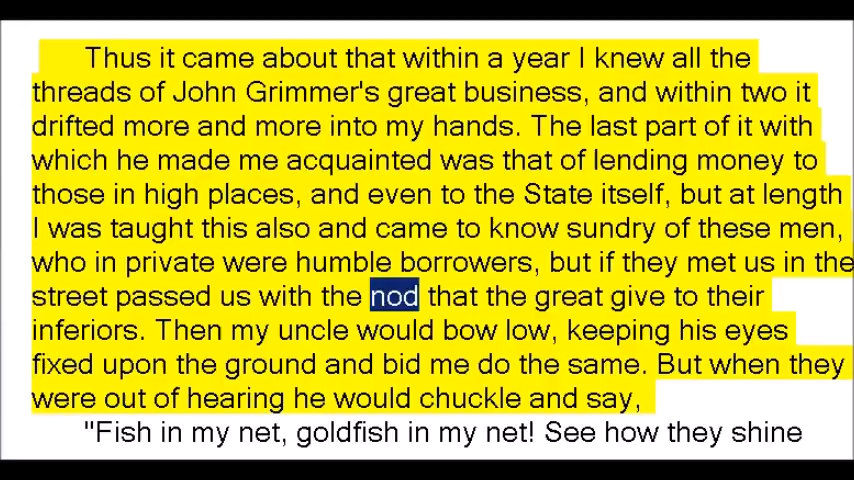 Thus it came about that within a year I knew all the
threads of John Grimmer's great business, and within two it
drifted more and more into my hands. The last part of it with
which he made me acquainted was that of lending money to
those in high places, and even to the State itself, but at length
I was taught this also and came to know sundry of these men,
who in private were humble borrowers, but if they met us in the
street passed us with the nod that the great give to their
inferiors. Then my uncle would bow low, keeping his eyes
fixed upon the ground and bid me do the same. But when they
were out of hearing he would chuckle and say,
"Fish in my net, goldfish in my net! See how they shine